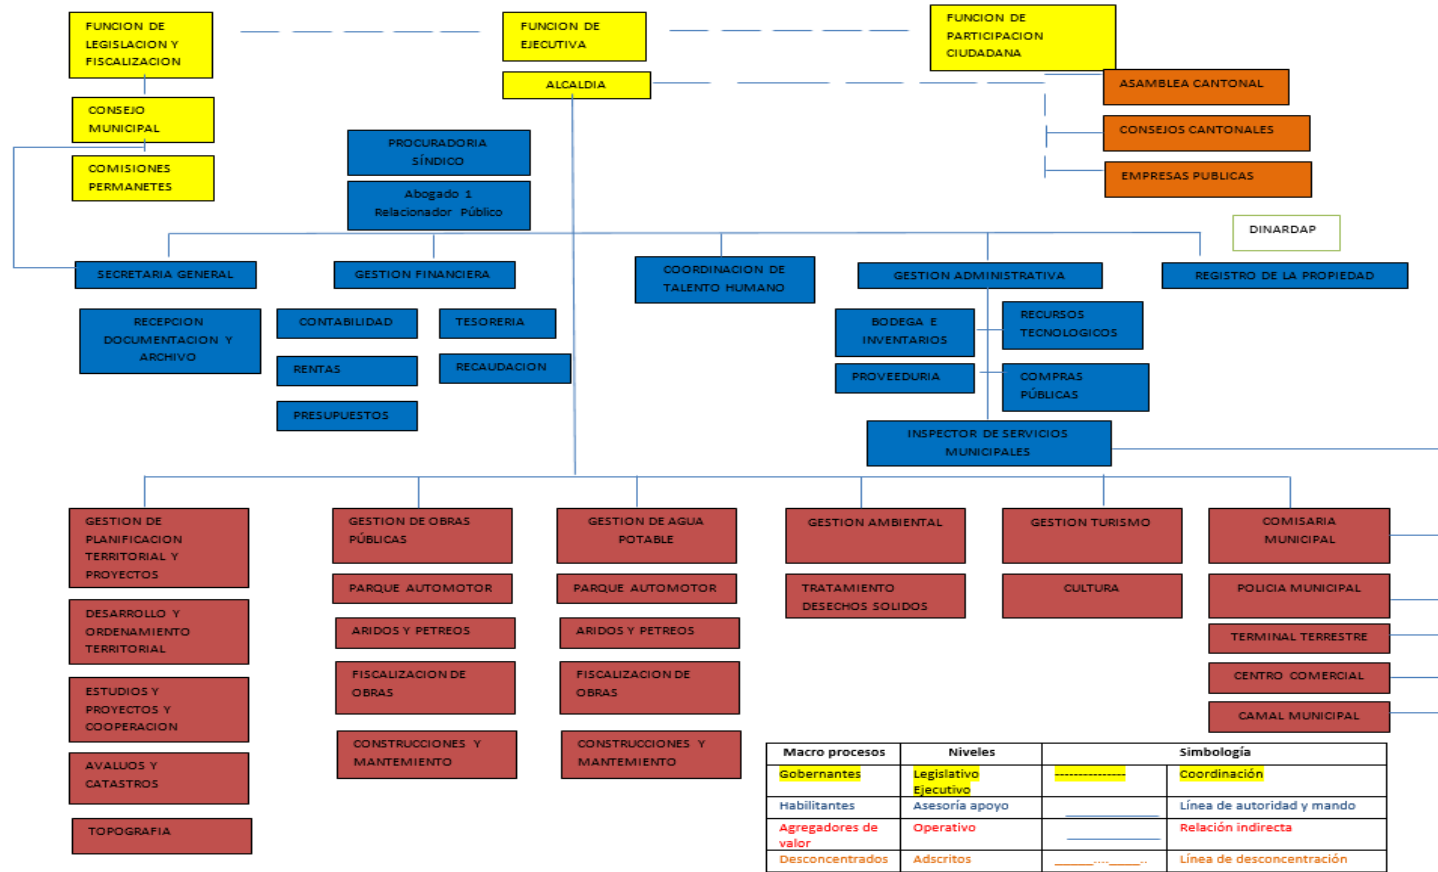 FUNCION DE
LEGISLACION Y
FISCALIZACION
FUNCION DE
EJECUTIVA
FUNCION DE
PARTICIPACION
CIUDADANA
ALCALDIA
ASAMBLEA CANTONAL
CONSEJO
MUNICIPAL
CONSEJOS CANTONALES
COMISIONES
PERMANETES
EMPRESAS PUBLICAS
PROCURADORIA
SÍNDICO
Abogado 1
Relacionador Público
DINARDAP
SECRETARIA GENERAL
GESTION FINANCIERA
COORDINACION DE
TALENTO HUMANO
GESTION ADMINISTRATIVA
REGISTRO DE LA PROPIEDAD
RECEPCION
DOCUMENTACION Y
ARCHIVO
CONTABILIDAD
TESORERIA
RENTAS
RECAUDACION
PRESUPUESTOS
BODEGA E
INVENTARIOS
RECURSOS
TECNOLOGICOS
PROVEEDURIA
COMPRAS
PÚBLICAS
INSPECTOR DE SERVICIOS
MUNICIPALES
GESTION DE
PLANIFICACION
TERRITORIAL Y
PROYECTOS
DESARROLLO Y
ORDENAMIENTO
TERRITORIAL
ESTUDIOS Y
PROYECTOS Y
COOPERACION
AVALUOS Y
CATASTROS
TOPOGRAFIA
GESTION DE OBRAS
PÚBLICAS
PARQUE AUTOMOTOR
ARIDOS Y PETREOS
FISCALIZACION DE
OBRAS
CONSTRUCCIONES Y
MANTEMIENTO
GESTION DE AGUA
POTABLE
PARQUE AUTOMOTOR
ARIDOS Y PETREOS
FISCALIZACION DE
OBRAS
CONSTRUCCIONES Y
MANTEMIENTO
GESTION AMBIENTAL
TRATAMIENTO
DESECHOS SOLIDOS
GESTION TURISMO
CULTURA
COMISARIA
MUNICIPAL
POLICIA MUNICIPAL
TERMINAL TERRESTRE
CENTRO COMERCIAL
CAMAL MUNICIPAL
Macro procesos Niveles Simbología
Gobernantes Legislativo Ejecutivo --------------- Coordinación
Habilitantes Asesoría apoyo Línea de autoridad y mando
Agregadores de valor Operativo Relación indirecta
Desconcentrados Adscritos _____...._____.. Línea de desconcentración